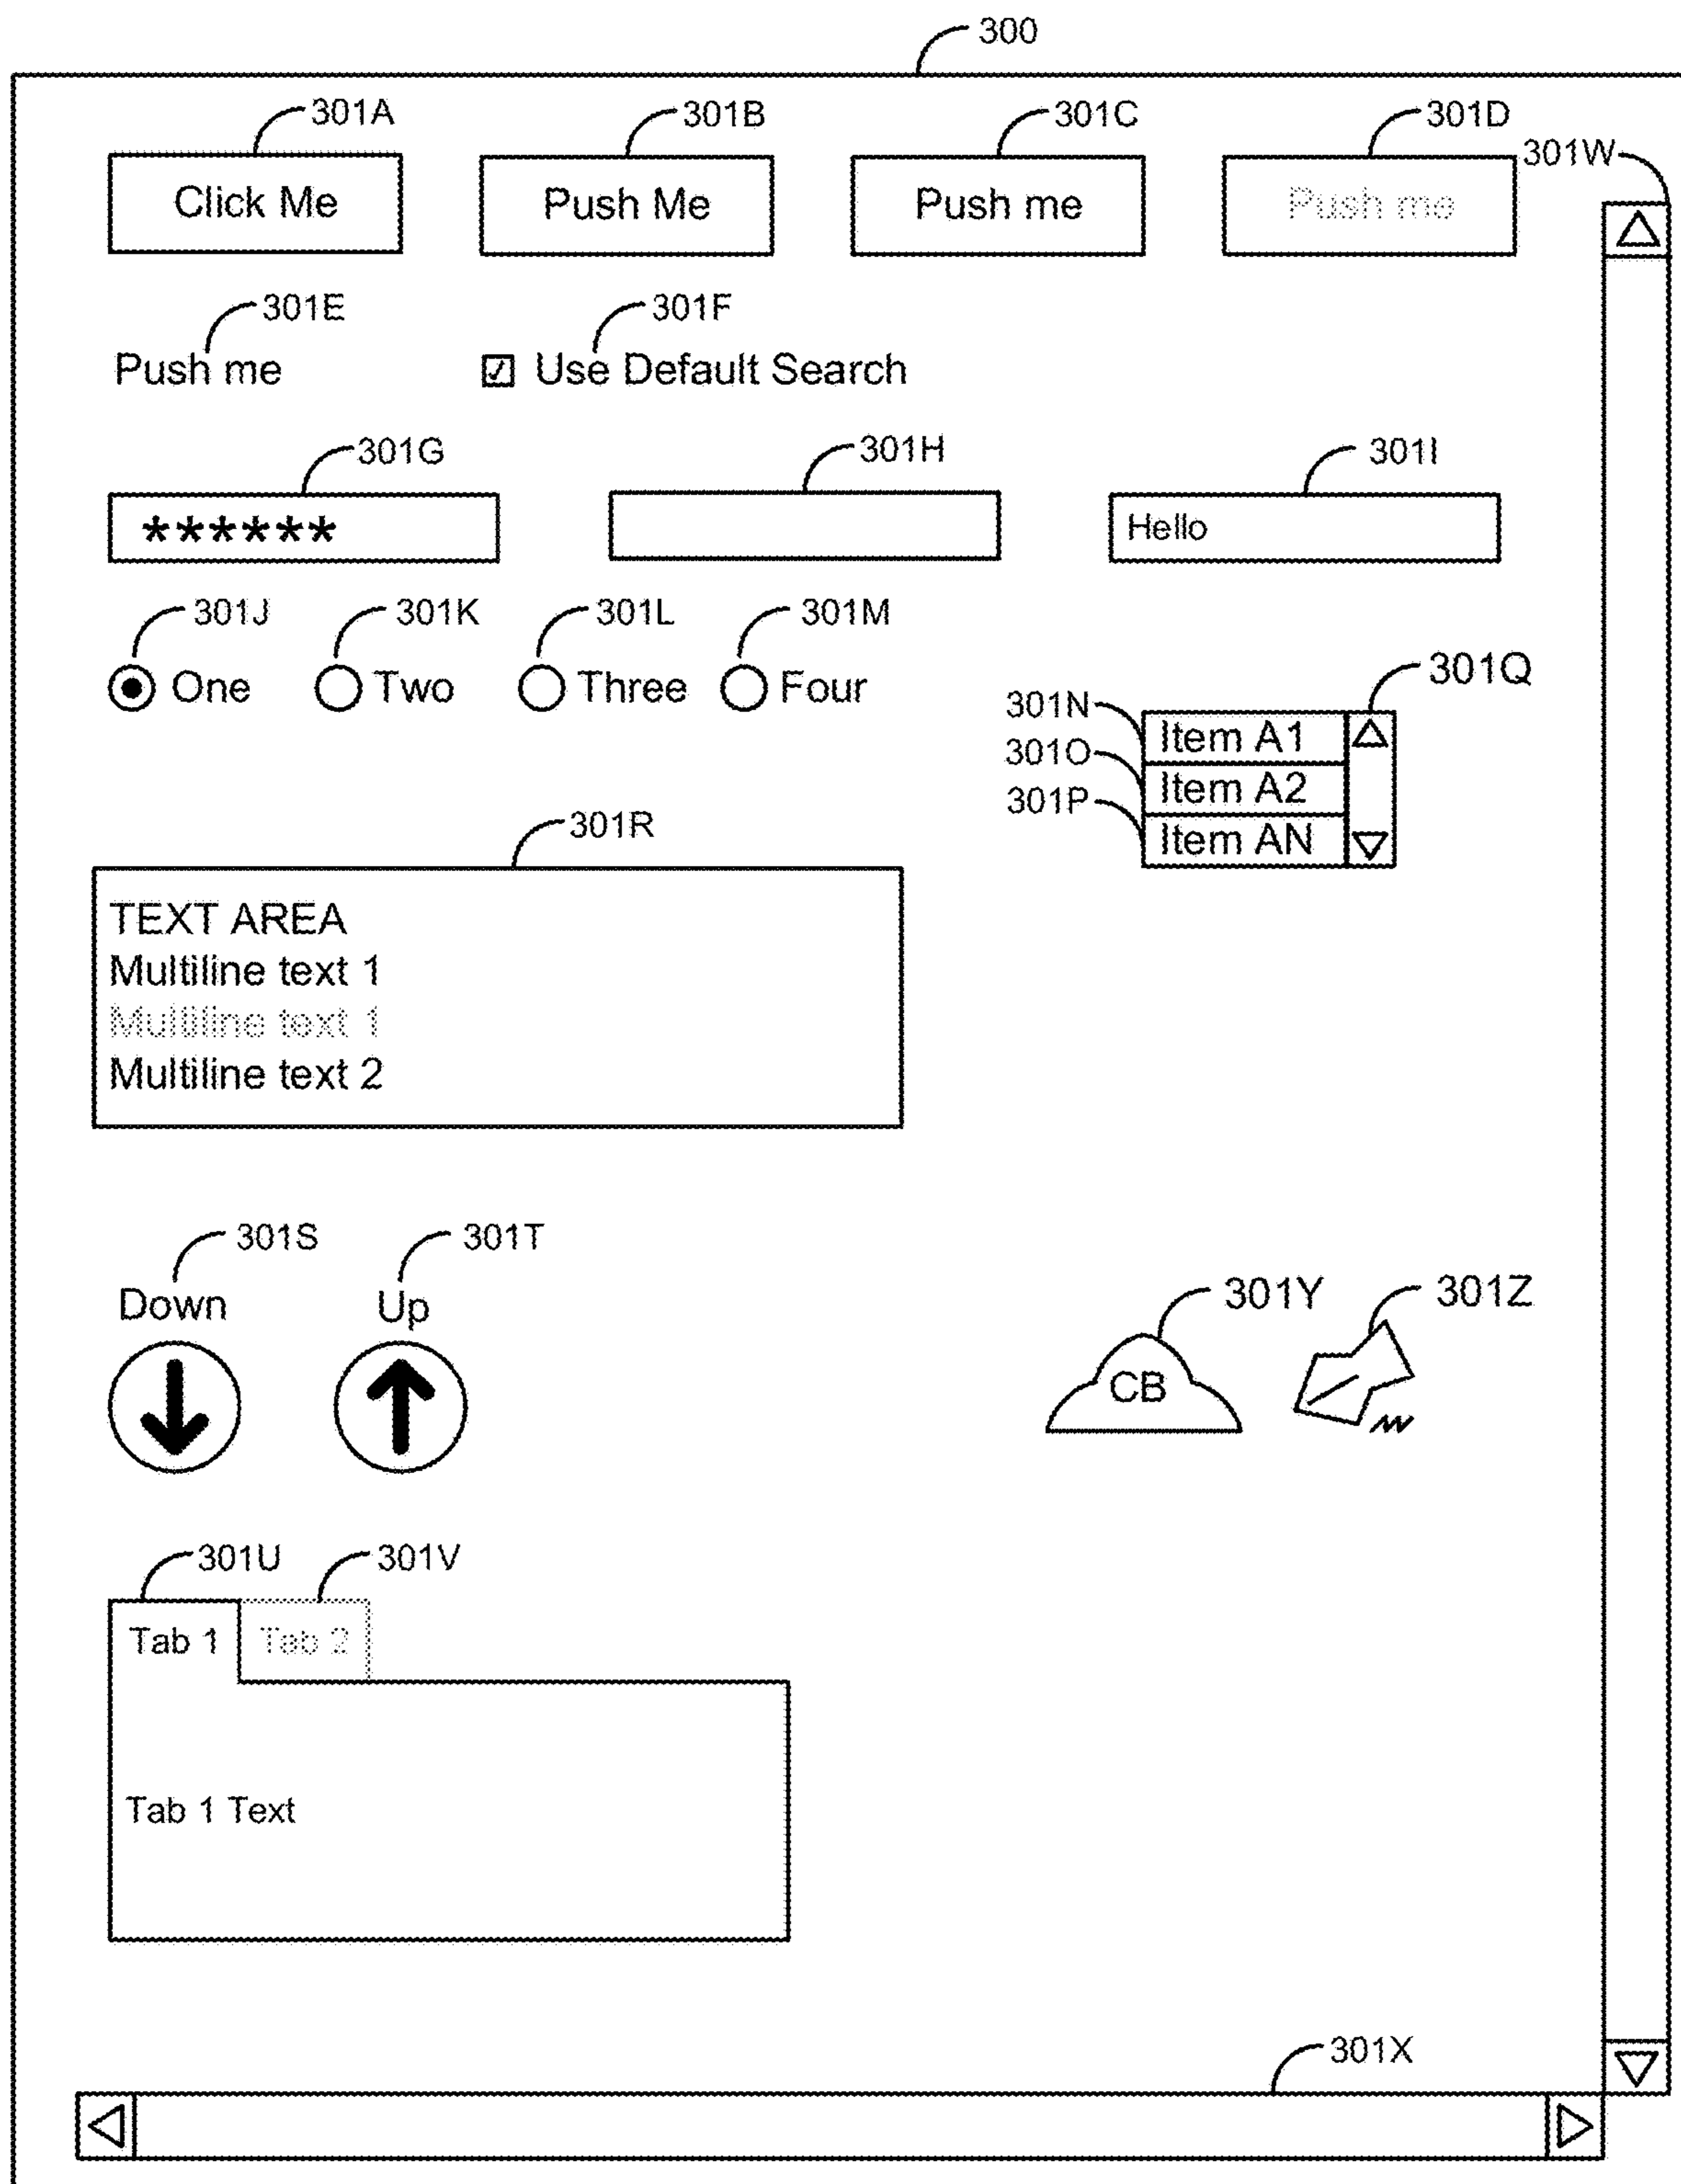 300
301A 301B 301C 301D
301W
Click Me Push Me Push me Push me
301E 301F
Push me Use Default Search
301G 301H 301I
****** Hello
301J 301K 301L 301M
One Two Three Four
301Q
301N Item A1
301O Item A2
301P Item AN
301R
TEXT AREA
Multiline text 1
Multiline text 1
Multiline text 2
301S 301T
Down Up
301Y 301Z
CB
301U 301V
Tab 1 Tab 2
Tab 1 Text
301X